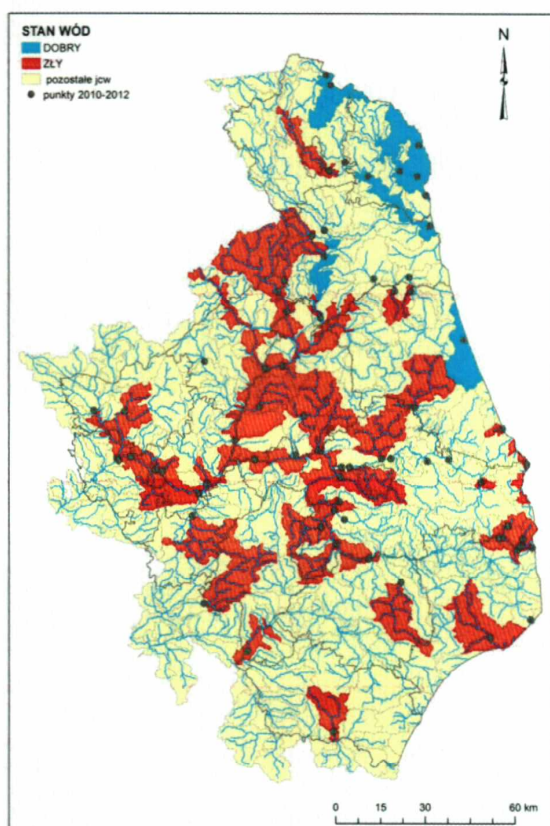 STAN WÓD
DOBRY
ZŁY
pozostałe jcw
punkty 2010-2012
N
0 15 30 60 km